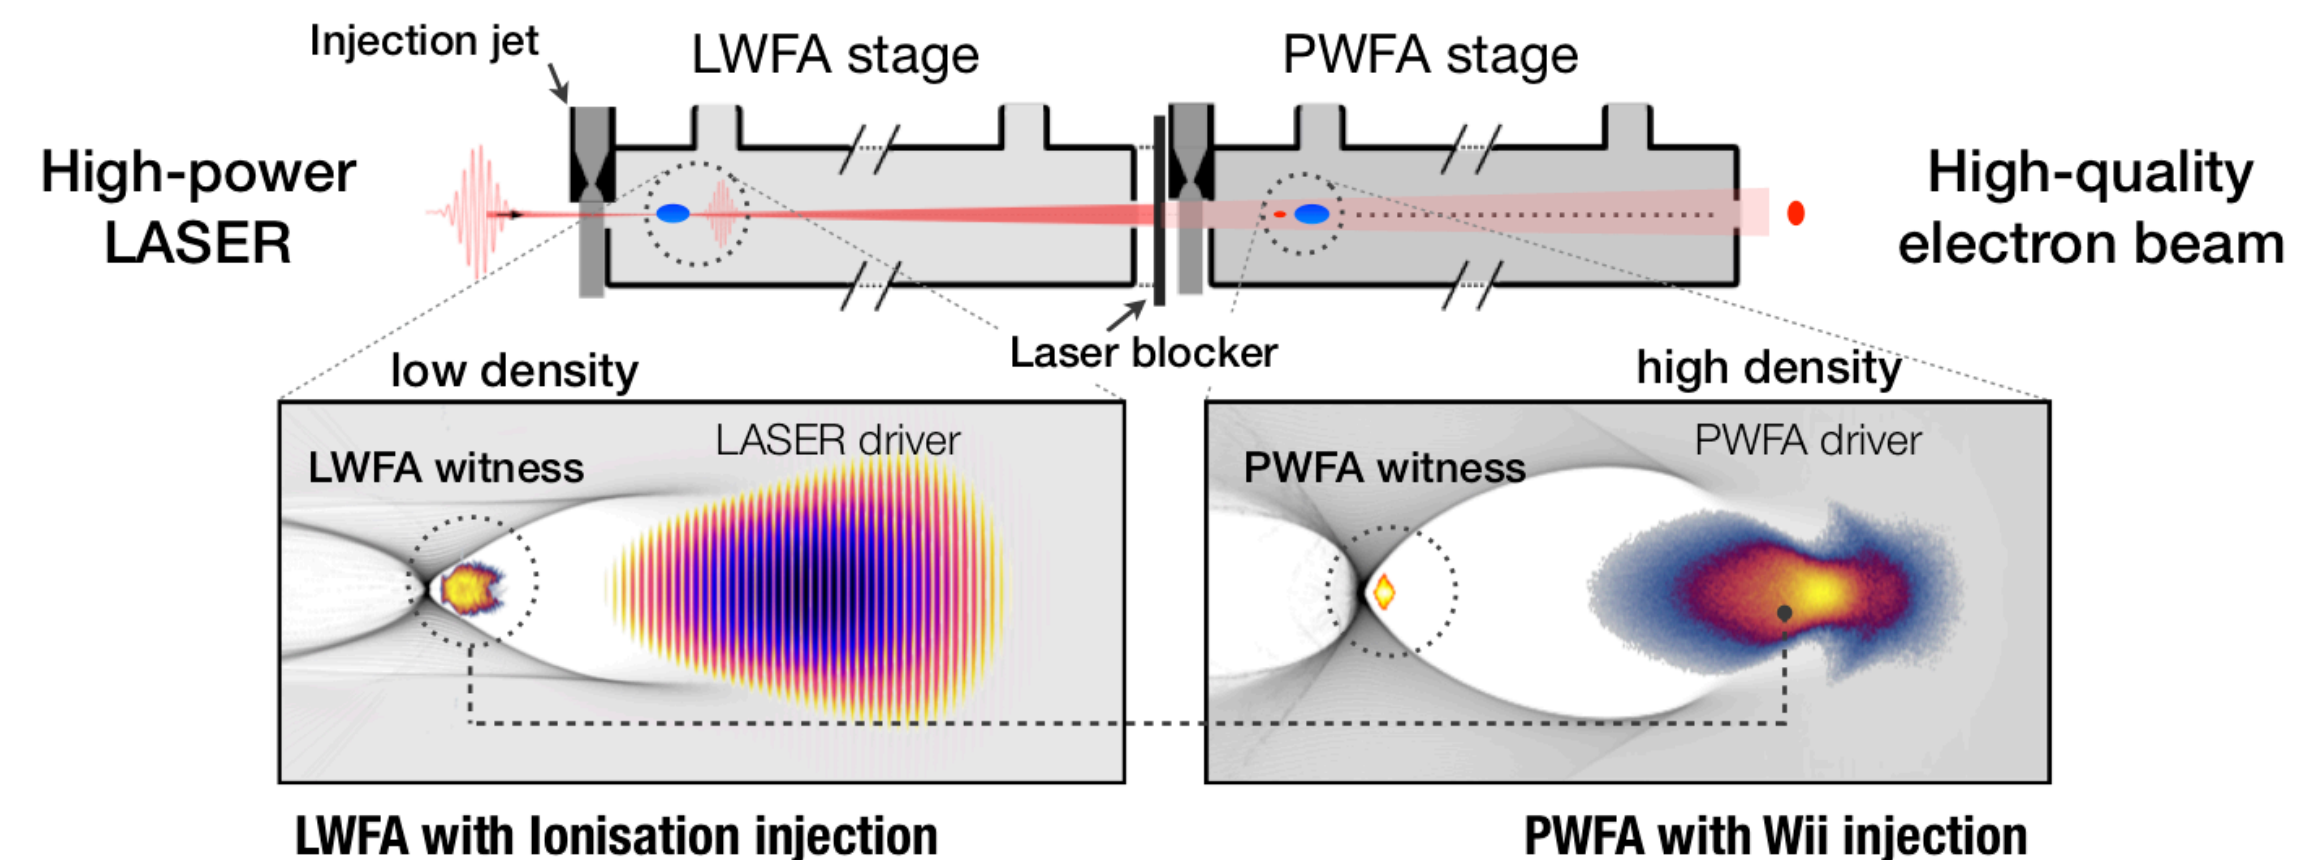 Injection jet
LWFA stage
PWFA stage
High-power
LASER
High-quality
electron beam
Laser blocker
low density
high density
LWFA witness
LASER driver
PWFA witness
PWFA driver
LWFA with Ionisation injection
PWFA with Wii injection